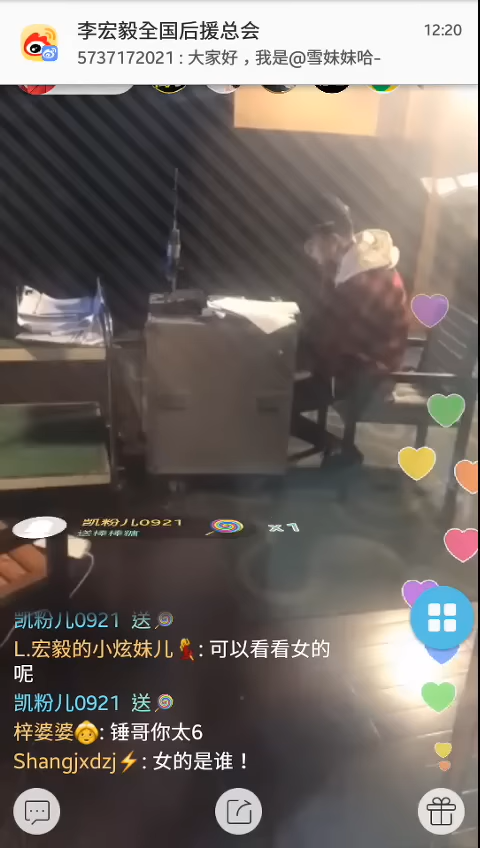 李宏毅全国后援总会
12:20
5737172021 : 大家好，我是@雪妹妹哈-
凯粉儿0921
送棒棒糖
x1
凯粉儿0921 送
L.宏毅的小炫妹儿: 可以看看女的
呢
凯粉儿0921 送
梓婆婆: 锤哥你太6
Shangjxdzj⚡: 女的是谁！